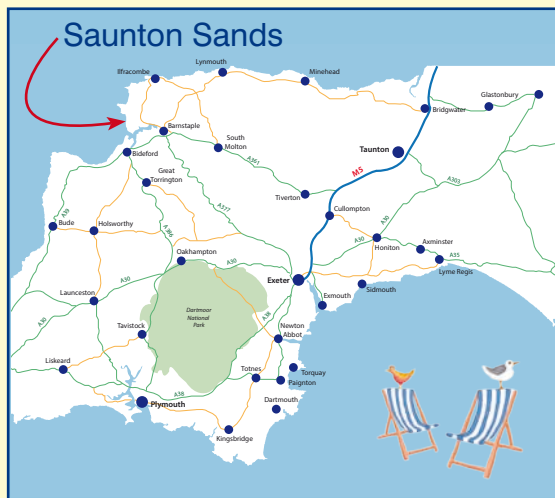 Saunton Sands
Lynmouth
Ilfracombe
Minehead
Glastonbury
Bridgwater
Barnstaple
South
Molton
Taunton
Bideford
M5
A361
A303
Great
Torrington
Tiverton
A39
A377
Cullompton
A30
Bude
Holsworthy
A386
Honiton
Axminster
A35
Oakhampton
A30
A30
Exeter
Lyme Regis
A30
Launceston
Exmouth
Sidmouth
Dartmoor
National
Park
A38
A30
Tavistock
Newton
Abbot
Liskeard
Totnes
Torquay
Paignton
A38
Plymouth
Dartmouth
Kingsbridge